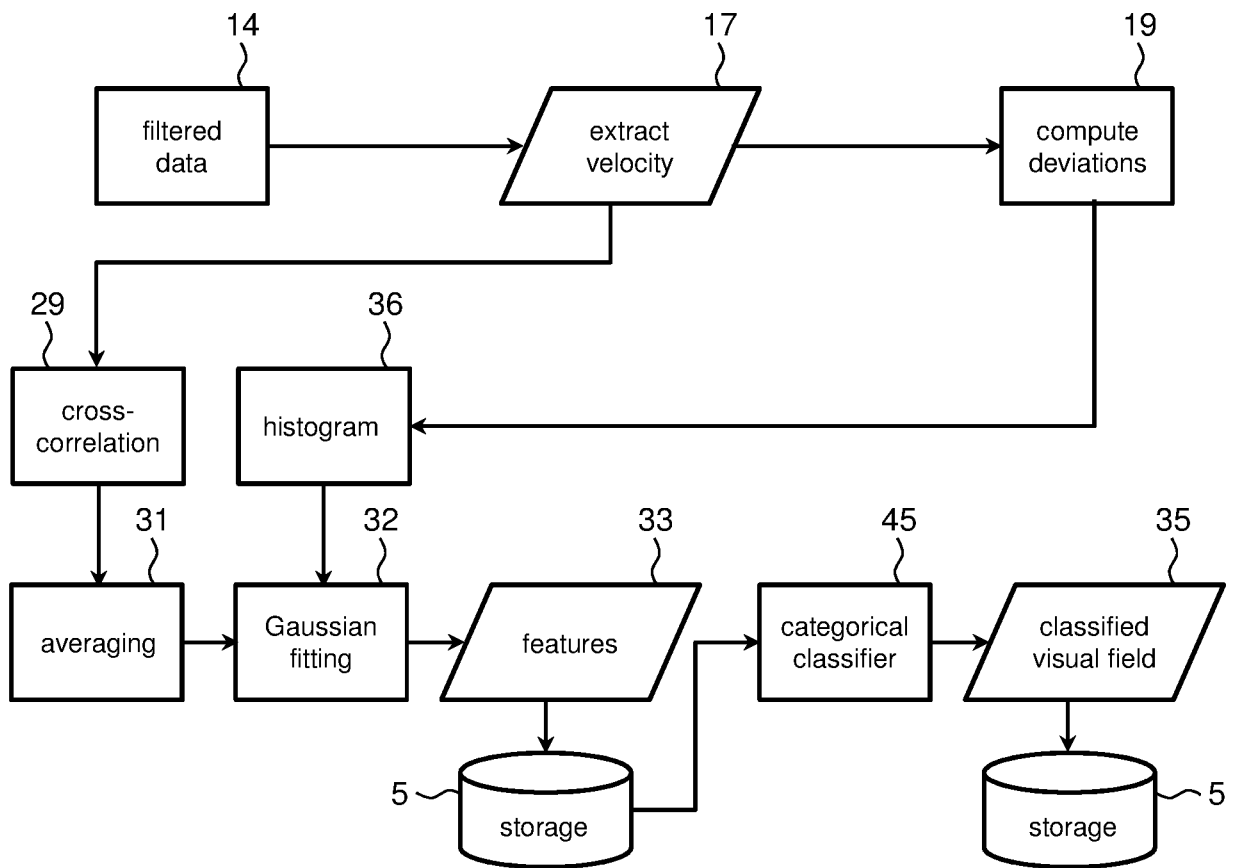 14
17
19
filtered
data
extract
velocity
compute
deviations
29
36
cross-
correlation
histogram
31
32
33
45
35
averaging
Gaussian
fitting
features
categorical
classifier
classified
visual field
5
storage
storage
5